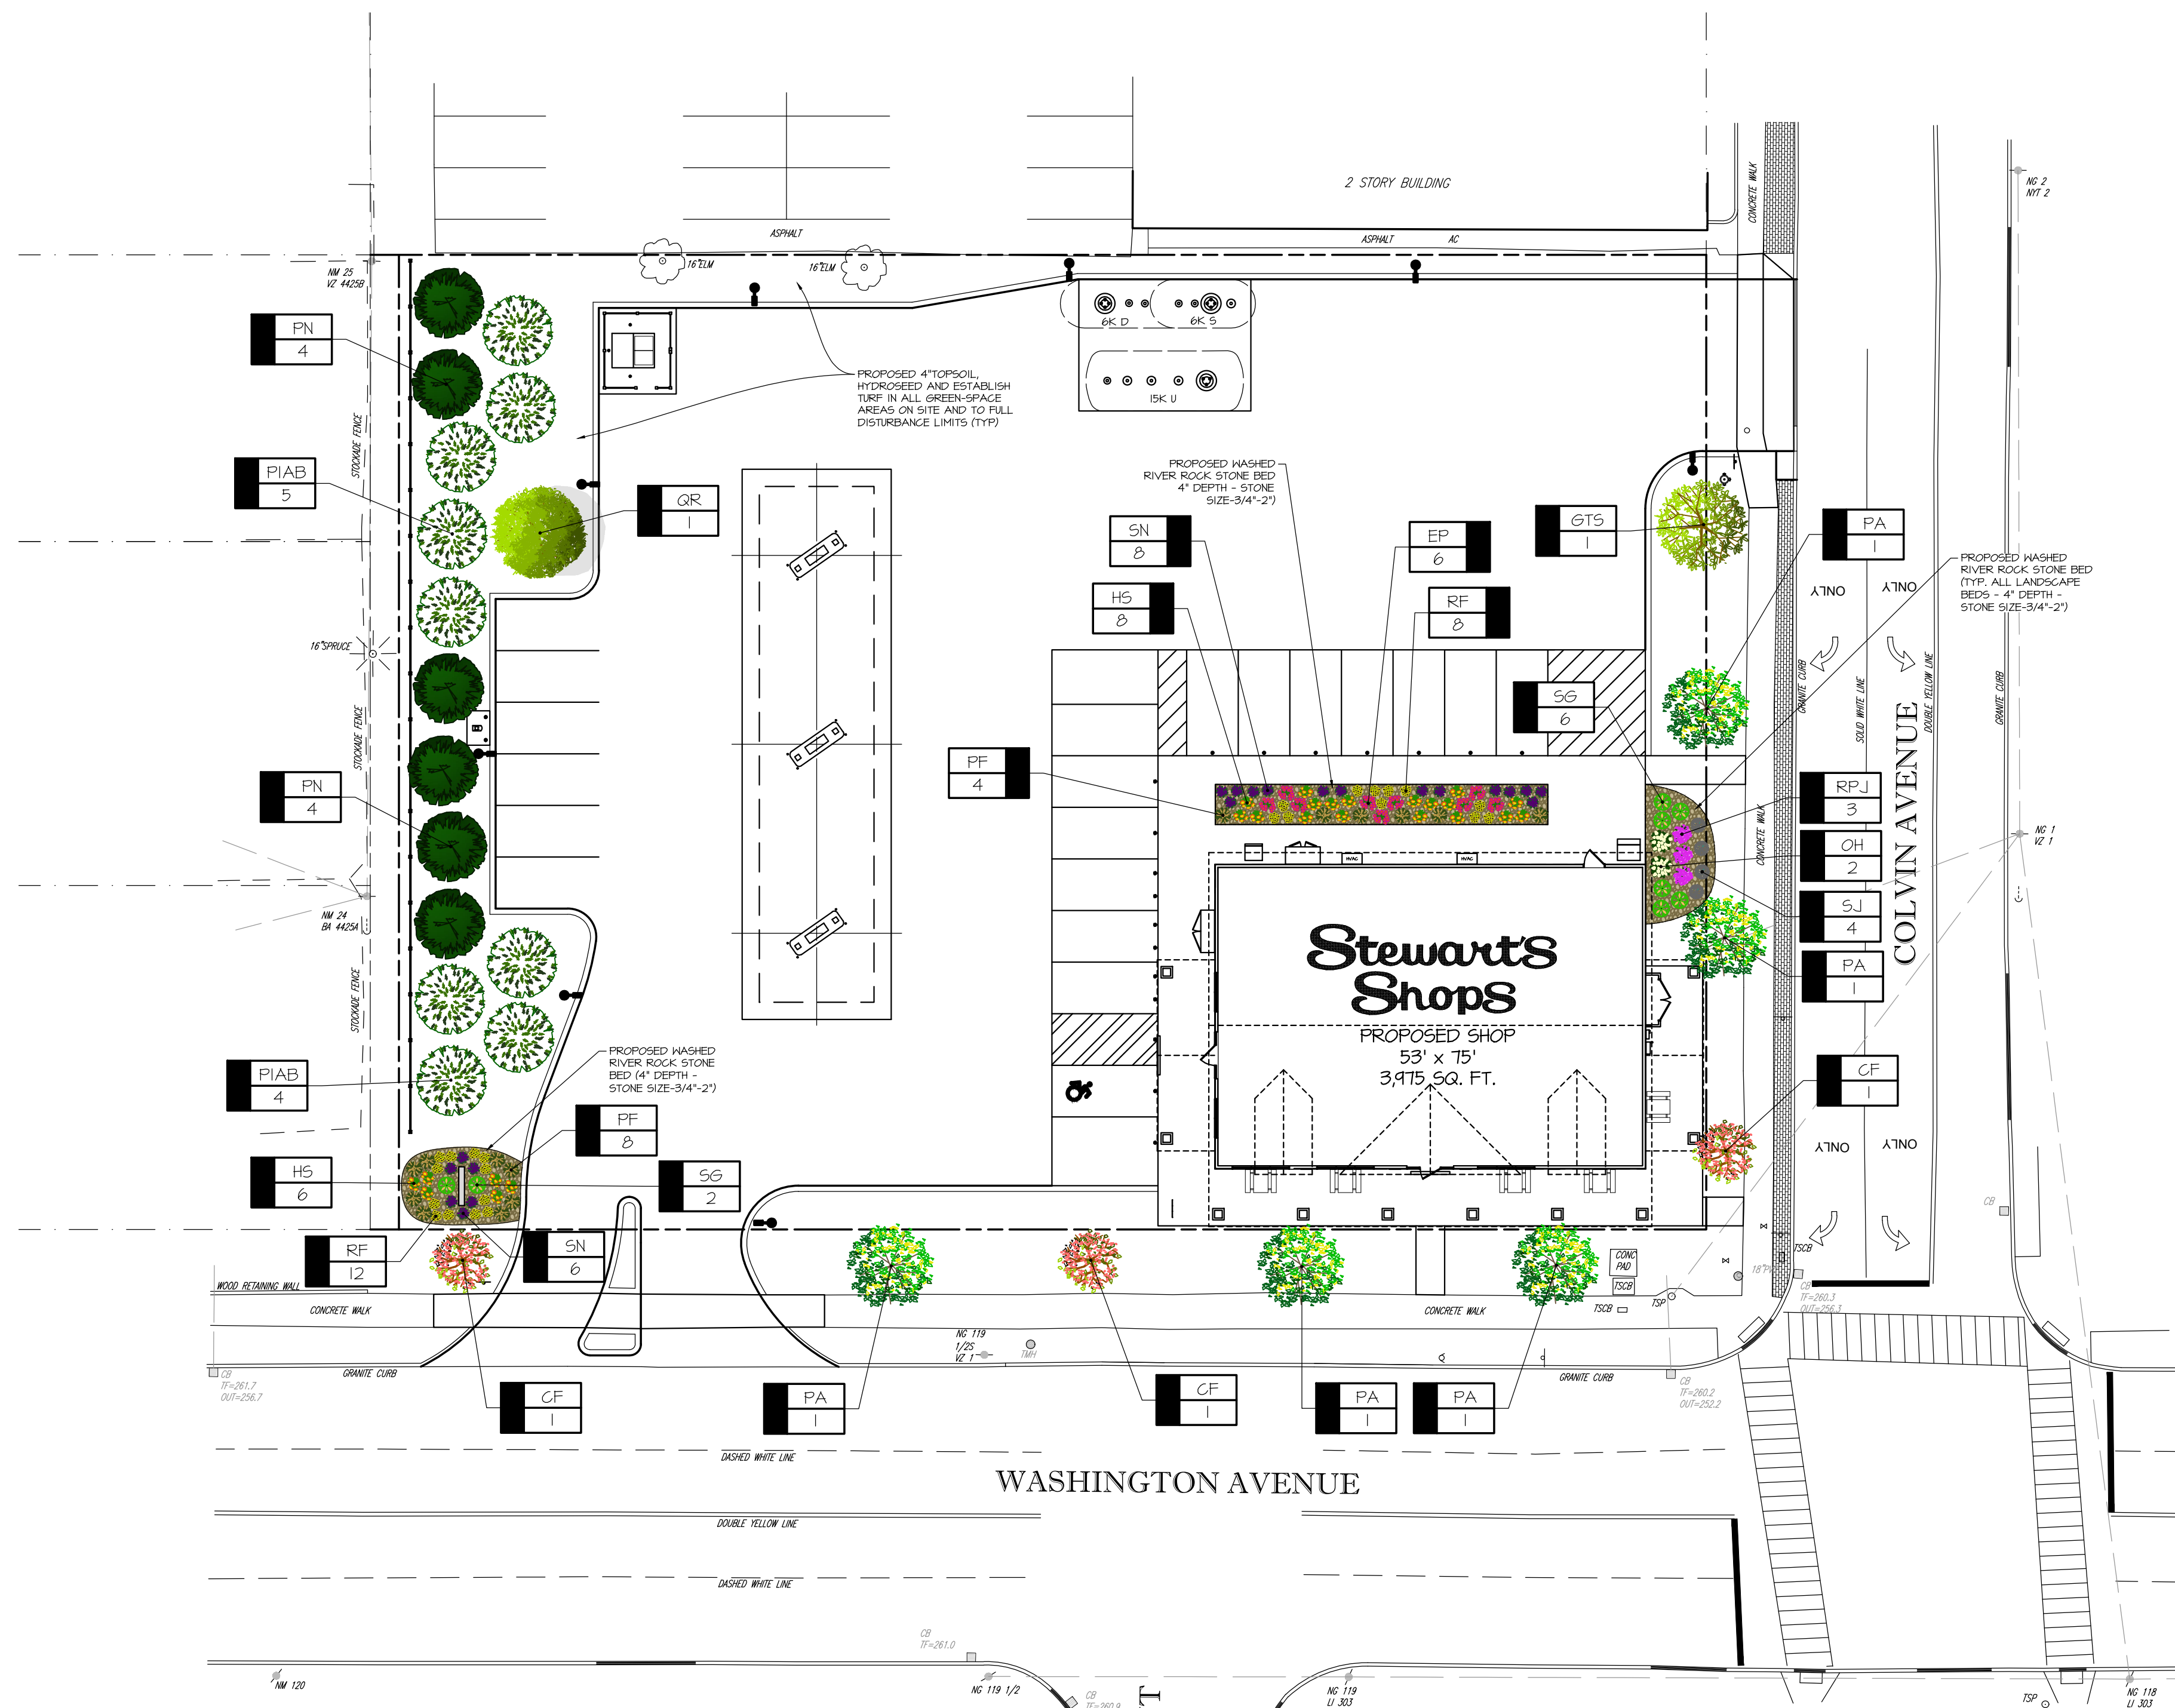 2 STORY BUILDING
CONCRETE WALK
NG 2
NYT 2
ASPHALT
ASPHALT
AC
16"ELM
16"ELM
NM 25
VZ 4425B
PN
4
6K D
6K S
15K U
PROPOSED 4"TOPSOIL,
HYDROSEED AND ESTABLISH
TURF IN ALL GREEN-SPACE
AREAS ON SITE AND TO FULL
DISTURBANCE LIMITS (TYP)
STOCKADE FENCE
PIAB
5
QR
1
PROPOSED WASHED
RIVER ROCK STONE BED
4" DEPTH - STONE
SIZE-3/4"-2")
SN
8
EP
6
GTS
1
PA
1
PROPOSED WASHED
RIVER ROCK STONE BED
(TYP. ALL LANDSCAPE
BEDS - 4" DEPTH -
STONE SIZE-3/4"-2")
HS
8
RF
8
ONLY
ONLY
16"SPRUCE
SG
6
GRANITE CURB
SOLID WHITE LINE
DOUBLE YELLOW LINE
GRANITE CURB
STOCKADE FENCE
PN
4
PF
4
RPJ
3
OH
2
SJ
4
PA
1
COLVIN AVENUE
CONCRETE WALK
NG 1
VZ 1
HVAC
HVAC
NM 24
BA 4425A
Stewart's
Shops
PROPOSED SHOP
53' x 75'
3,975 SQ. FT.
STOCKADE FENCE
PIAB
4
PROPOSED WASHED
RIVER ROCK STONE
BED (4" DEPTH -
STONE SIZE-3/4"-2")
CF
1
PF
8
HS
6
SG
2
ONLY
ONLY
RF
12
SN
6
CB
TSCB
CONC
PAD
TSCB
TSCB
TSP
CB
TF=260.3
OUT=256.3
WOOD RETAINING WALL
CONCRETE WALK
CONCRETE WALK
NG 119
1/2S
VZ 1
TMH
GRANITE CURB
GRANITE CURB
CB
TF=261.7
OUT=256.7
CB
TF=260.2
OUT=252.2
CF
1
PA
1
CF
1
PA
1
PA
1
DASHED WHITE LINE
WASHINGTON AVENUE
DOUBLE YELLOW LINE
DASHED WHITE LINE
CB
TF=261.0
NM 120
NG 119 1/2
CB
TF=260.9
T
NG 119
LI 303
TSP
NG 118
LI 303